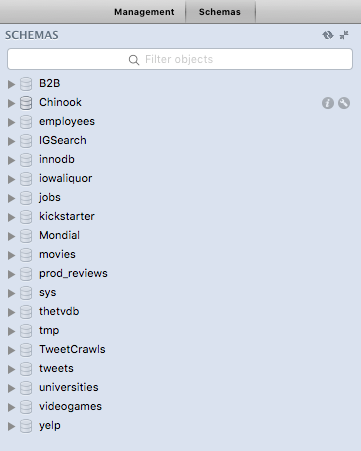 Management Schemas
SCHEMAS
Filter objects
B2B
Chinook
employees
IGSearch
innodb
iowaliquor
jobs
kickstarter
Mondial
movies
prod_reviews
sys
thetvdb
tmp
TweetCrawls
tweets
universities
videogames
yelp